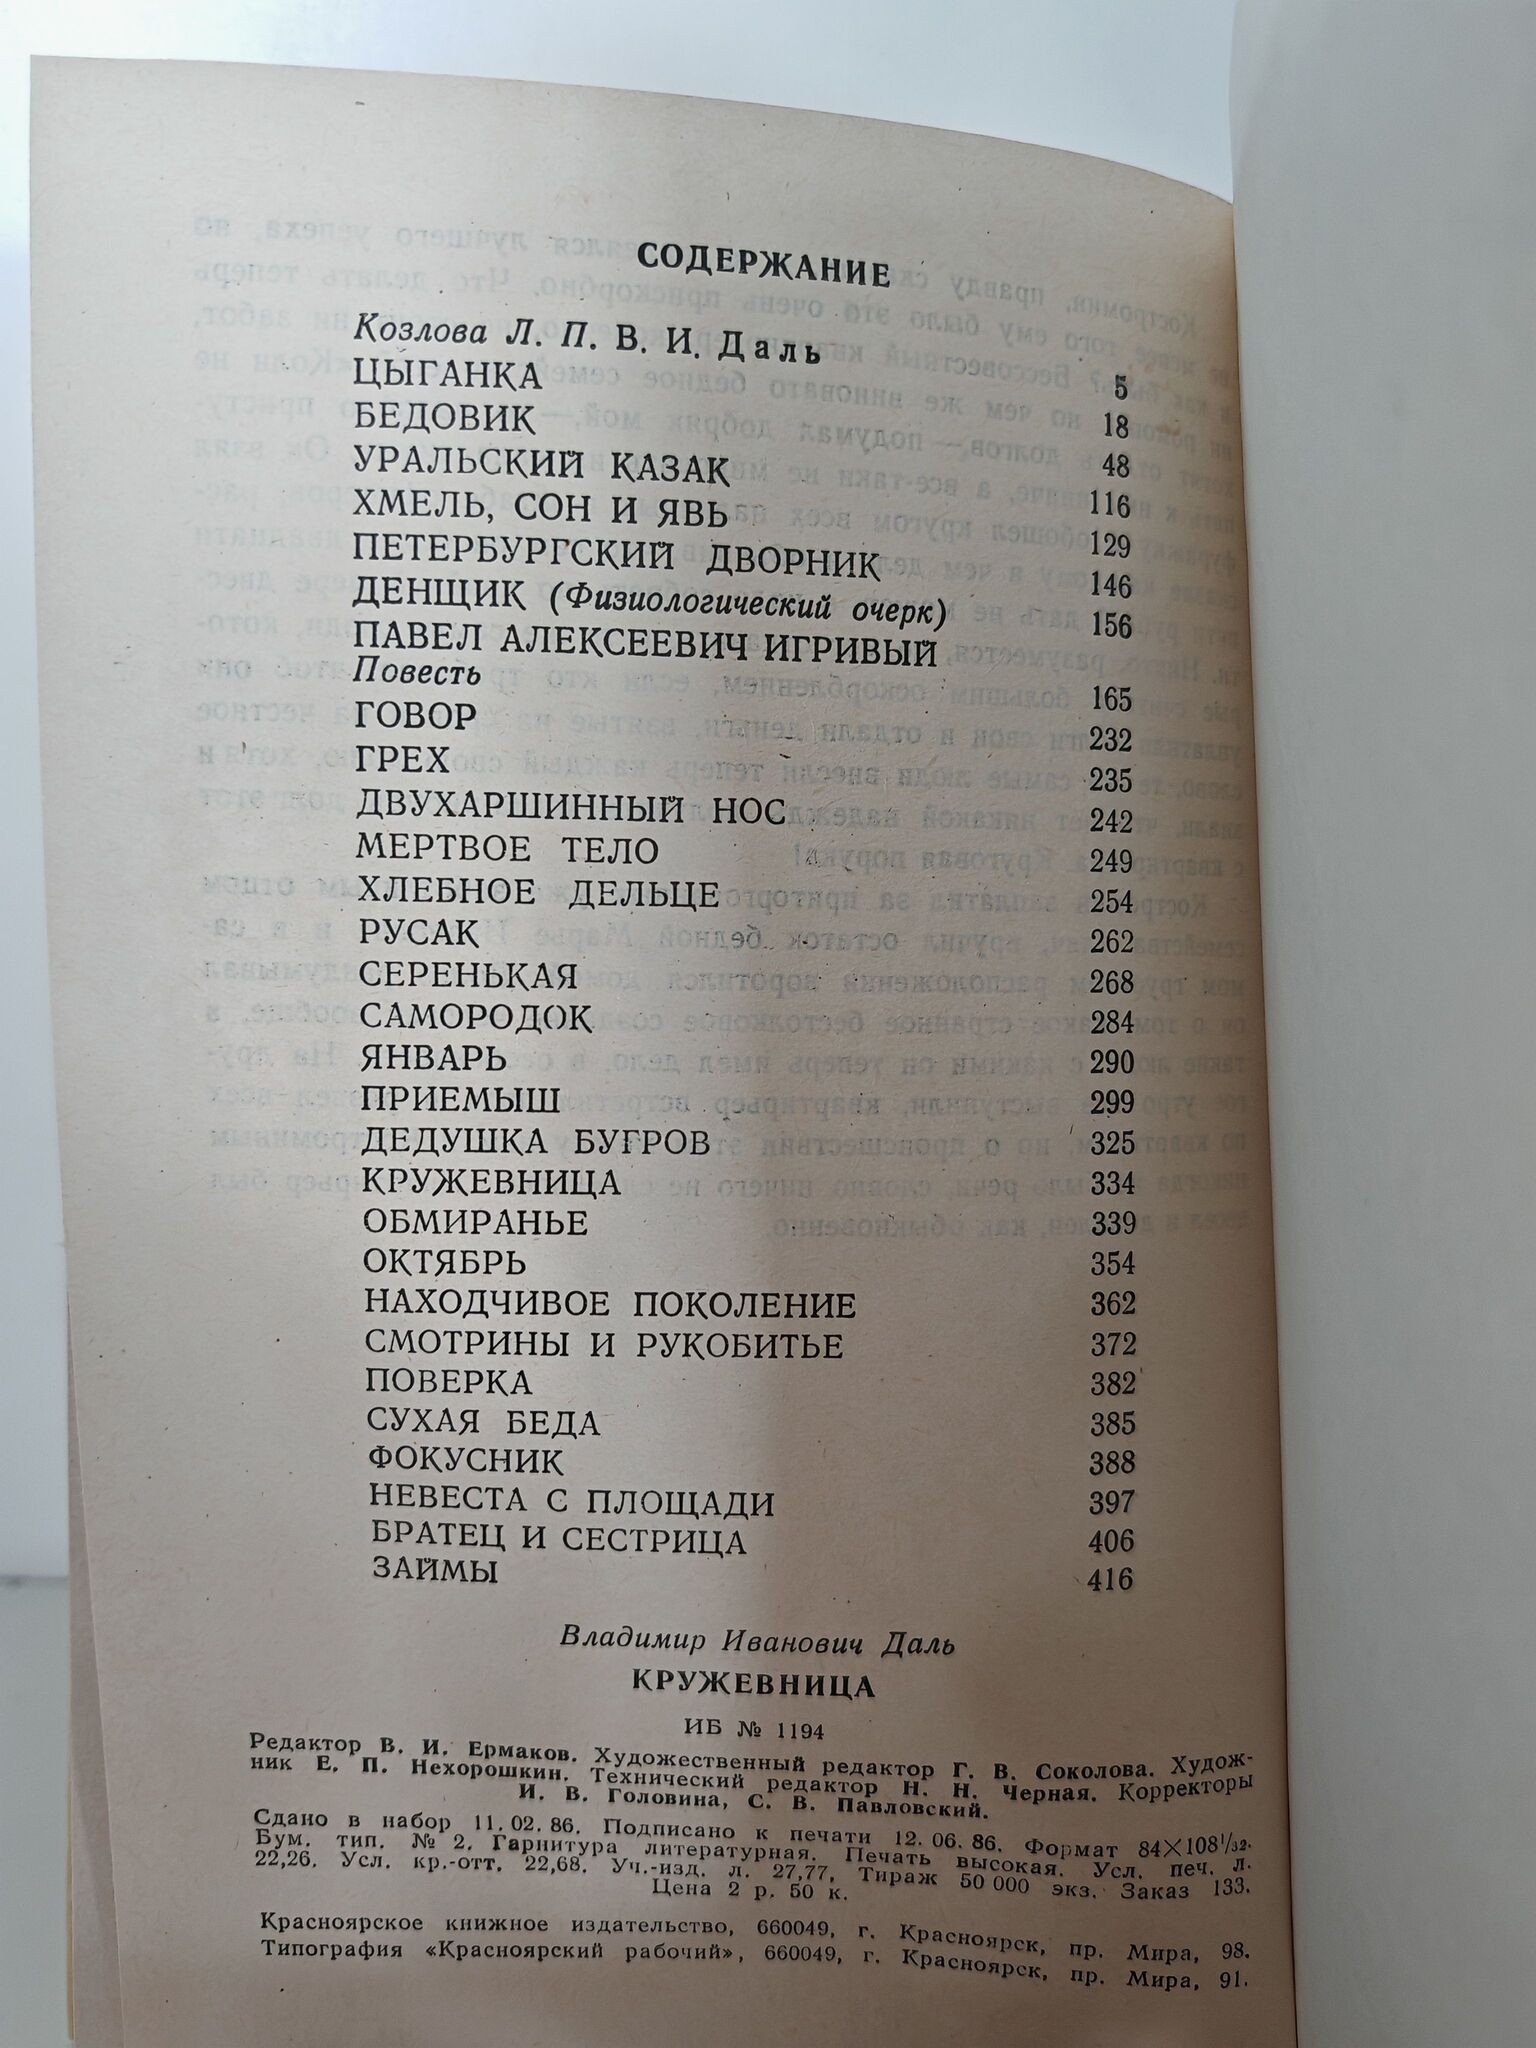 СОДЕРЖАНИЕ
Козлова Л. П. В. И. Даль 5
ЦЫГАНКА 18
БЕДОВИК 48
УРАЛЬСКИЙ КАЗАК 116
ХМЕЛЬ, СОН И ЯВЬ 129
ПЕТЕРБУРГСКИЙ ДВОРНИК 146
ДЕНЩИК (Физиологический очерк) 156
ПАВЕЛ АЛЕКСЕЕВИЧ ИГРИВЫЙ
Повесть 165
ГОВОР 232
ГРЕХ 235
ДВУХАРШИННЫЙ НОС 242
МЕРТВОЕ ТЕЛО 249
ХЛЕБНОЕ ДЕЛЬЦЕ 254
РУСАК 262
СЕРЕНЬКАЯ 268
САМОРОДОК 284
ЯНВАРЬ 290
ПРИЕМЫШ 299
ДЕДУШКА БУГРОВ 325
КРУЖЕВНИЦА 334
ОБМИРАНЬЕ 339
ОКТЯБРЬ 354
НАХОДЧИВОЕ ПОКОЛЕНИЕ 362
СМОТРИНЫ И РУКОБИТЬЕ 372
ПОВЕРКА 382
СУХАЯ БЕДА 385
ФОКУСНИК 388
НЕВЕСТА С ПЛОЩАДИ 397
БРАТЕЦ И СЕСТРИЦА 406
ЗАЙМЫ 416
Владимир Иванович Даль
КРУЖЕВНИЦА
ИБ № 1194
Редактор В. И. Ермаков. Художественный редактор Г. В. Соколова. Худож-
ник Е. П. Нехорошкин. Технический редактор Н. Н. Черная. Корректоры
И. В. Головина, С. В. Павловский.
Сдано в набор 11.02.86. Подписано к печати 12.06.86. Формат 84×108 1/32.
Бум. тип. № 2. Гарнитура литературная. Печать высокая. Усл. печ. л.
22,26. Усл. кр.-отт. 22,68. Уч.-изд. л. 27,77. Тираж 50 000 экз. Заказ 133.
Цена 2 р. 50 к.
Красноярское книжное издательство, 660049, г. Красноярск, пр. Мира, 98.
Типография «Красноярский рабочий», 660049, г. Красноярск, пр. Мира, 91.